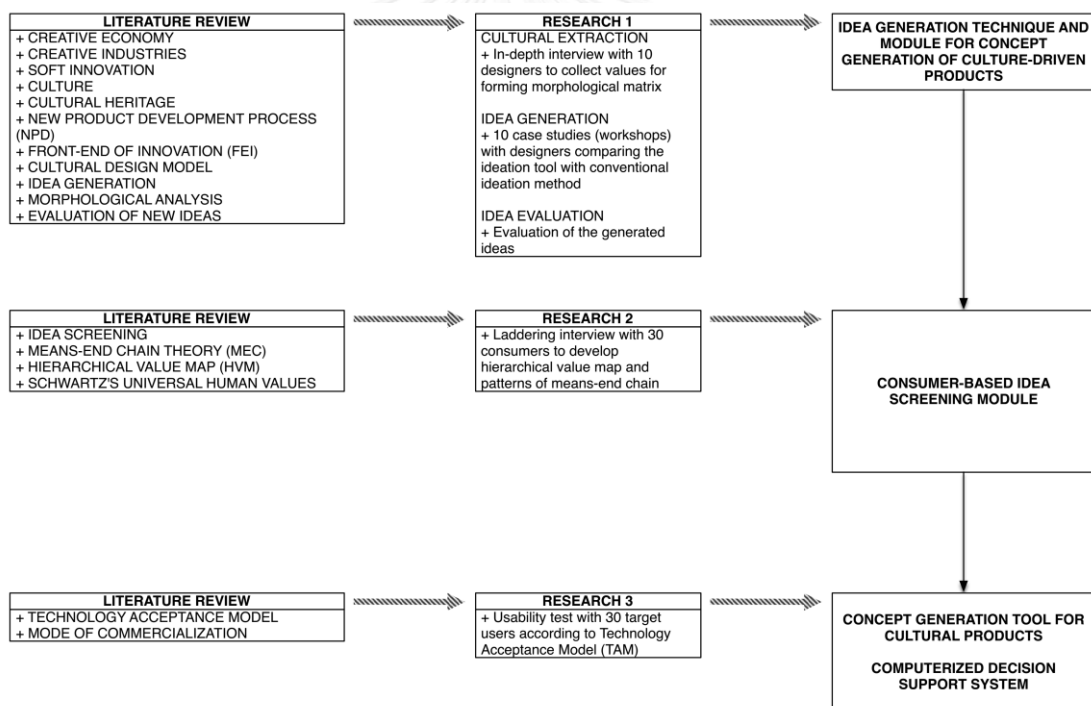 LITERATURE REVIEW
+ CREATIVE ECONOMY
+ CREATIVE INDUSTRIES
+ SOFT INNOVATION
+ CULTURE
+ CULTURAL HERITAGE
+ NEW PRODUCT DEVELOPMENT PROCESS
(NPD)
+ FRONT-END OF INNOVATION (FEI)
+ CULTURAL DESIGN MODEL
+ IDEA GENERATION
+ MORPHOLOGICAL ANALYSIS
+ EVALUATION OF NEW IDEAS
RESEARCH 1
CULTURAL EXTRACTION
+ In-depth interview with 10
designers to collect values for
forming morphological matrix
IDEA GENERATION
+ 10 case studies (workshops)
with designers comparing the
ideation tool with conventional
ideation method
IDEA EVALUATION
+ Evaluation of the generated
ideas
IDEA GENERATION TECHNIQUE AND
MODULE FOR CONCEPT
GENERATION OF CULTURE-DRIVEN
PRODUCTS
LITERATURE REVIEW
+ IDEA SCREENING
+ MEANS-END CHAIN THEORY (MEC)
+ HIERARCHICAL VALUE MAP (HVM)
+ SCHWARTZ'S UNIVERSAL HUMAN VALUES
RESEARCH 2
+ Laddering interview with 30
consumers to develop
hierarchical value map and
patterns of means-end chain
CONSUMER-BASED IDEA
SCREENING MODULE
LITERATURE REVIEW
+ TECHNOLOGY ACCEPTANCE MODEL
+ MODE OF COMMERCIALIZATION
RESEARCH 3
+ Usability test with 30 target
users according to Technology
Acceptance Model (TAM)
CONCEPT GENERATION TOOL FOR
CULTURAL PRODUCTS
COMPUTERIZED DECISION
SUPPORT SYSTEM